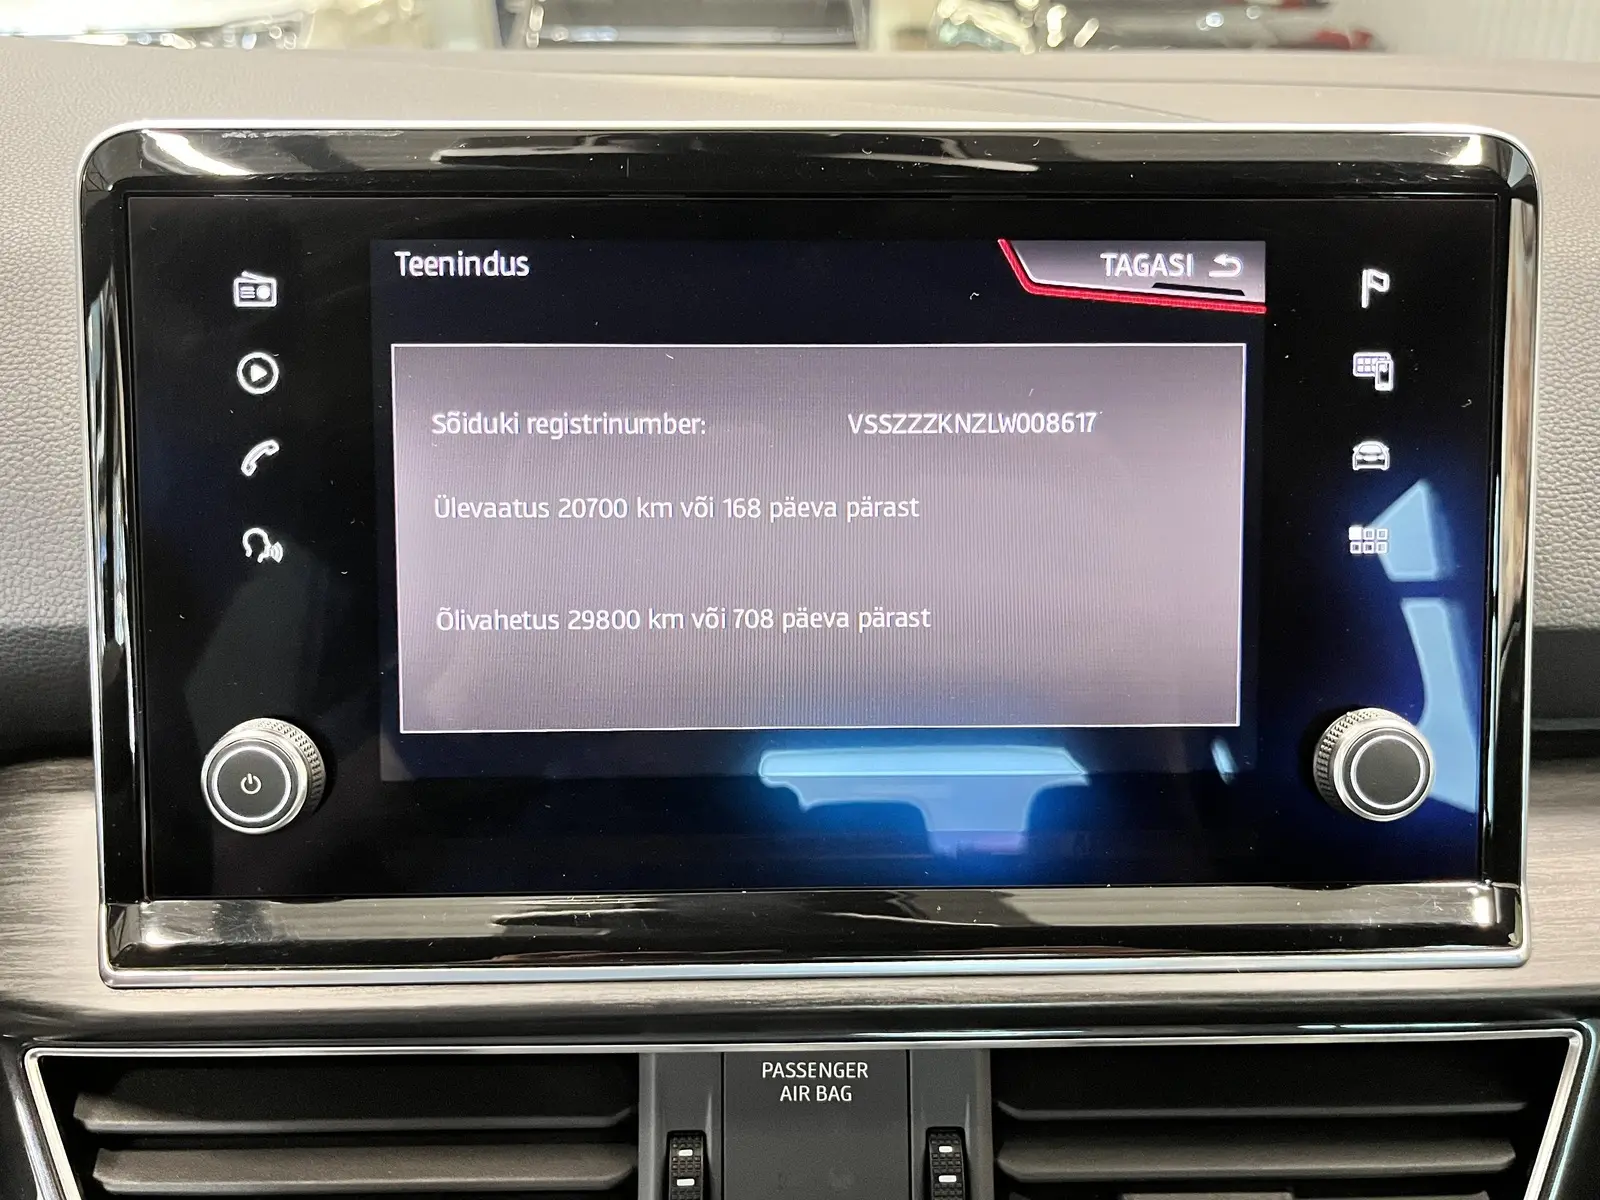 Teenindus
TAGASI
Sõiduki registrinumber: VSSZZZKNZLW008617
Ülevaatus 20700 km või 168 päeva pärast
Õlivahetus 29800 km või 708 päeva pärast
PASSENGER
AIR BAG